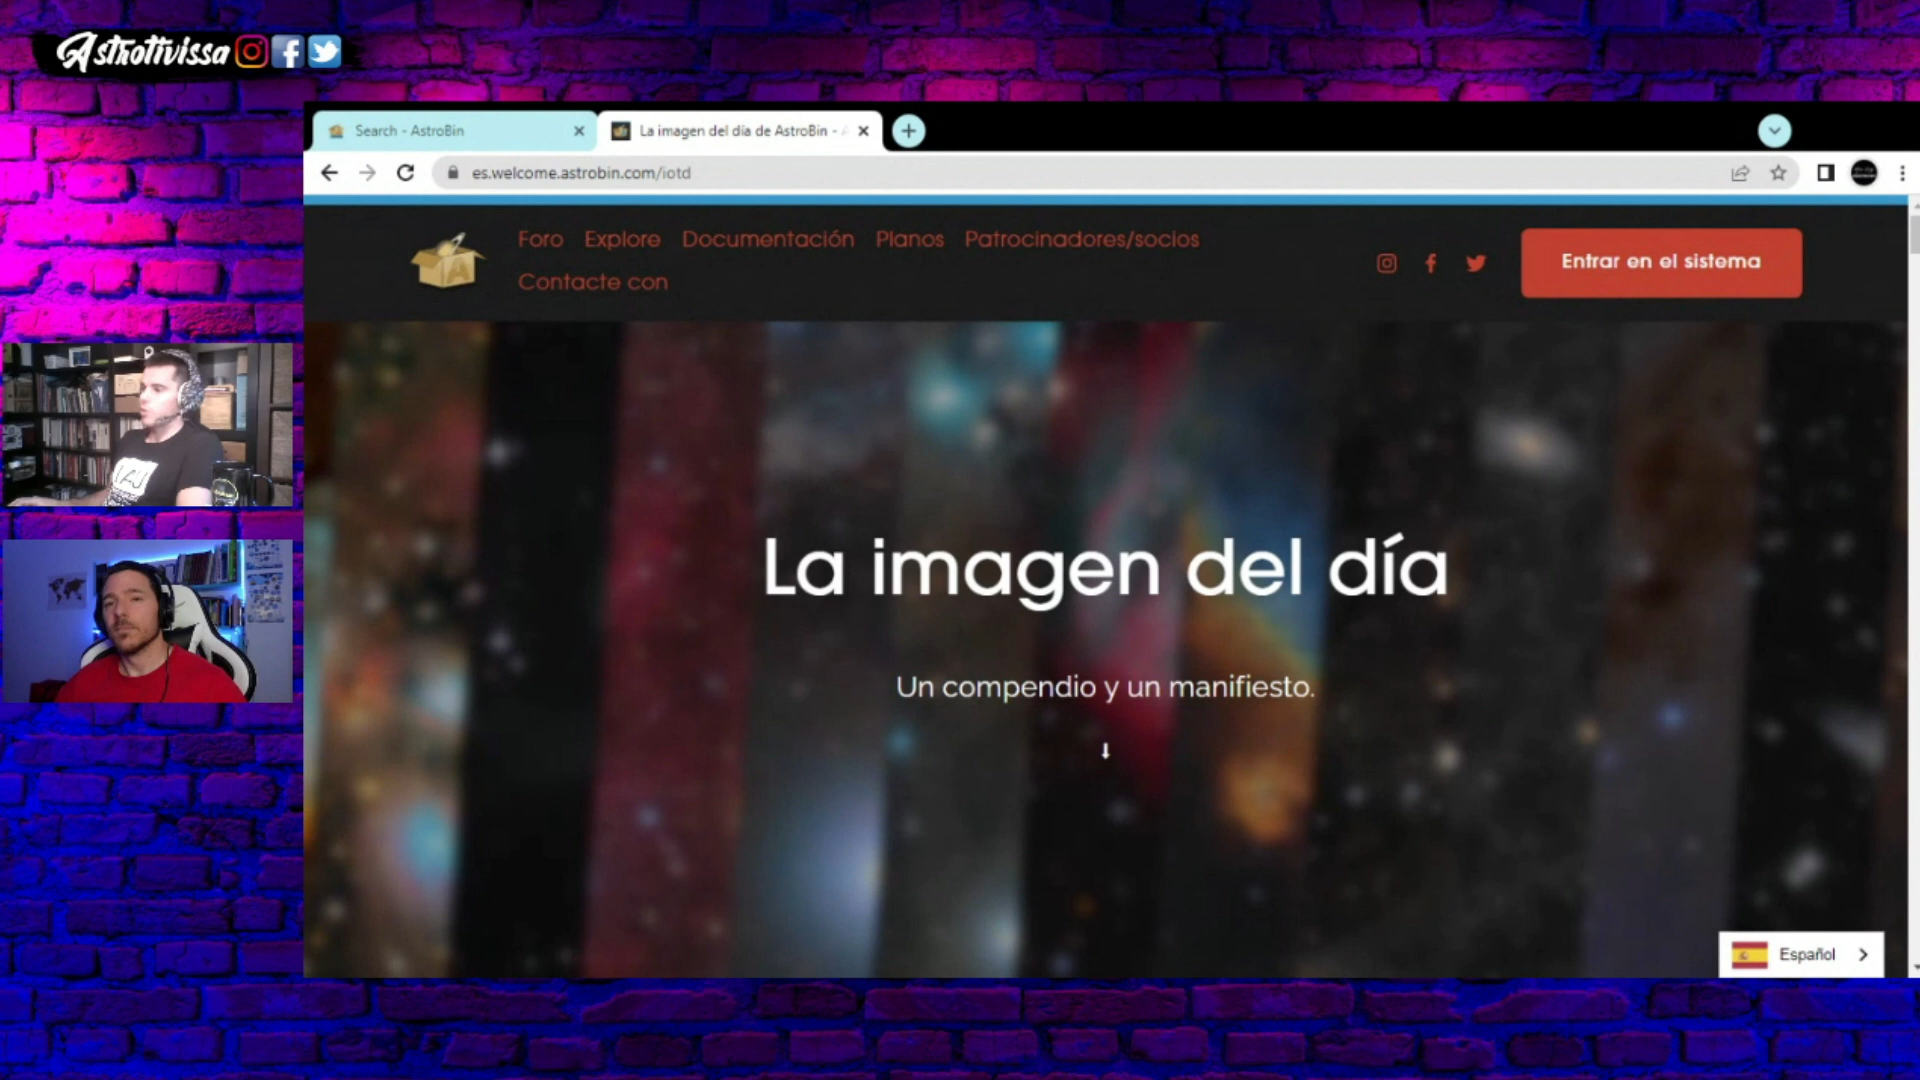 Astrotivissa
Search - AstroBin
La imagen del día de AstroBin - A
es.welcome.astrobin.com/iotd
Foro Explore Documentación Planos Patrocinadores/socios
Contacte con
Entrar en el sistema
La imagen del día
Un compendio y un manifiesto.
Español